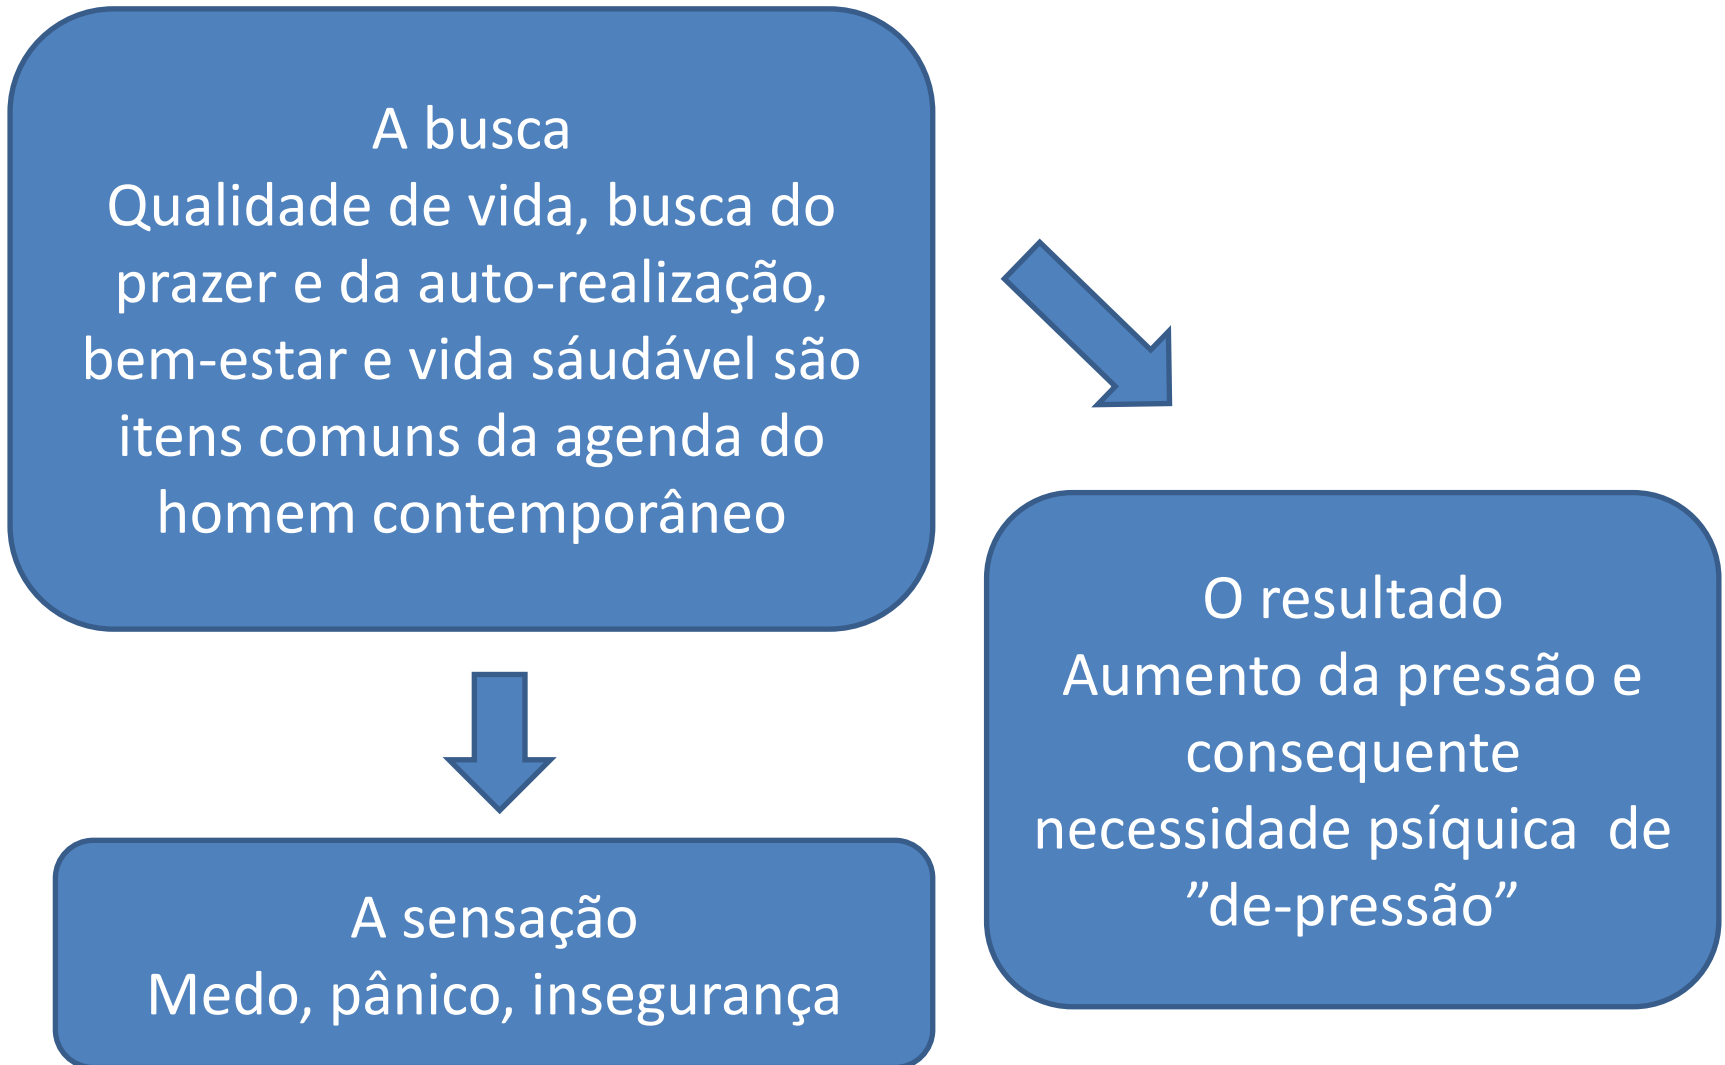 A busca
Qualidade de vida, busca do
prazer e da auto-realização,
bem-estar e vida sáudável são
itens comuns da agenda do
homem contemporâneo
O resultado
Aumento da pressão e
consequente
necessidade psíquica  de
”de-pressão”
A sensação
Medo, pânico, insegurança